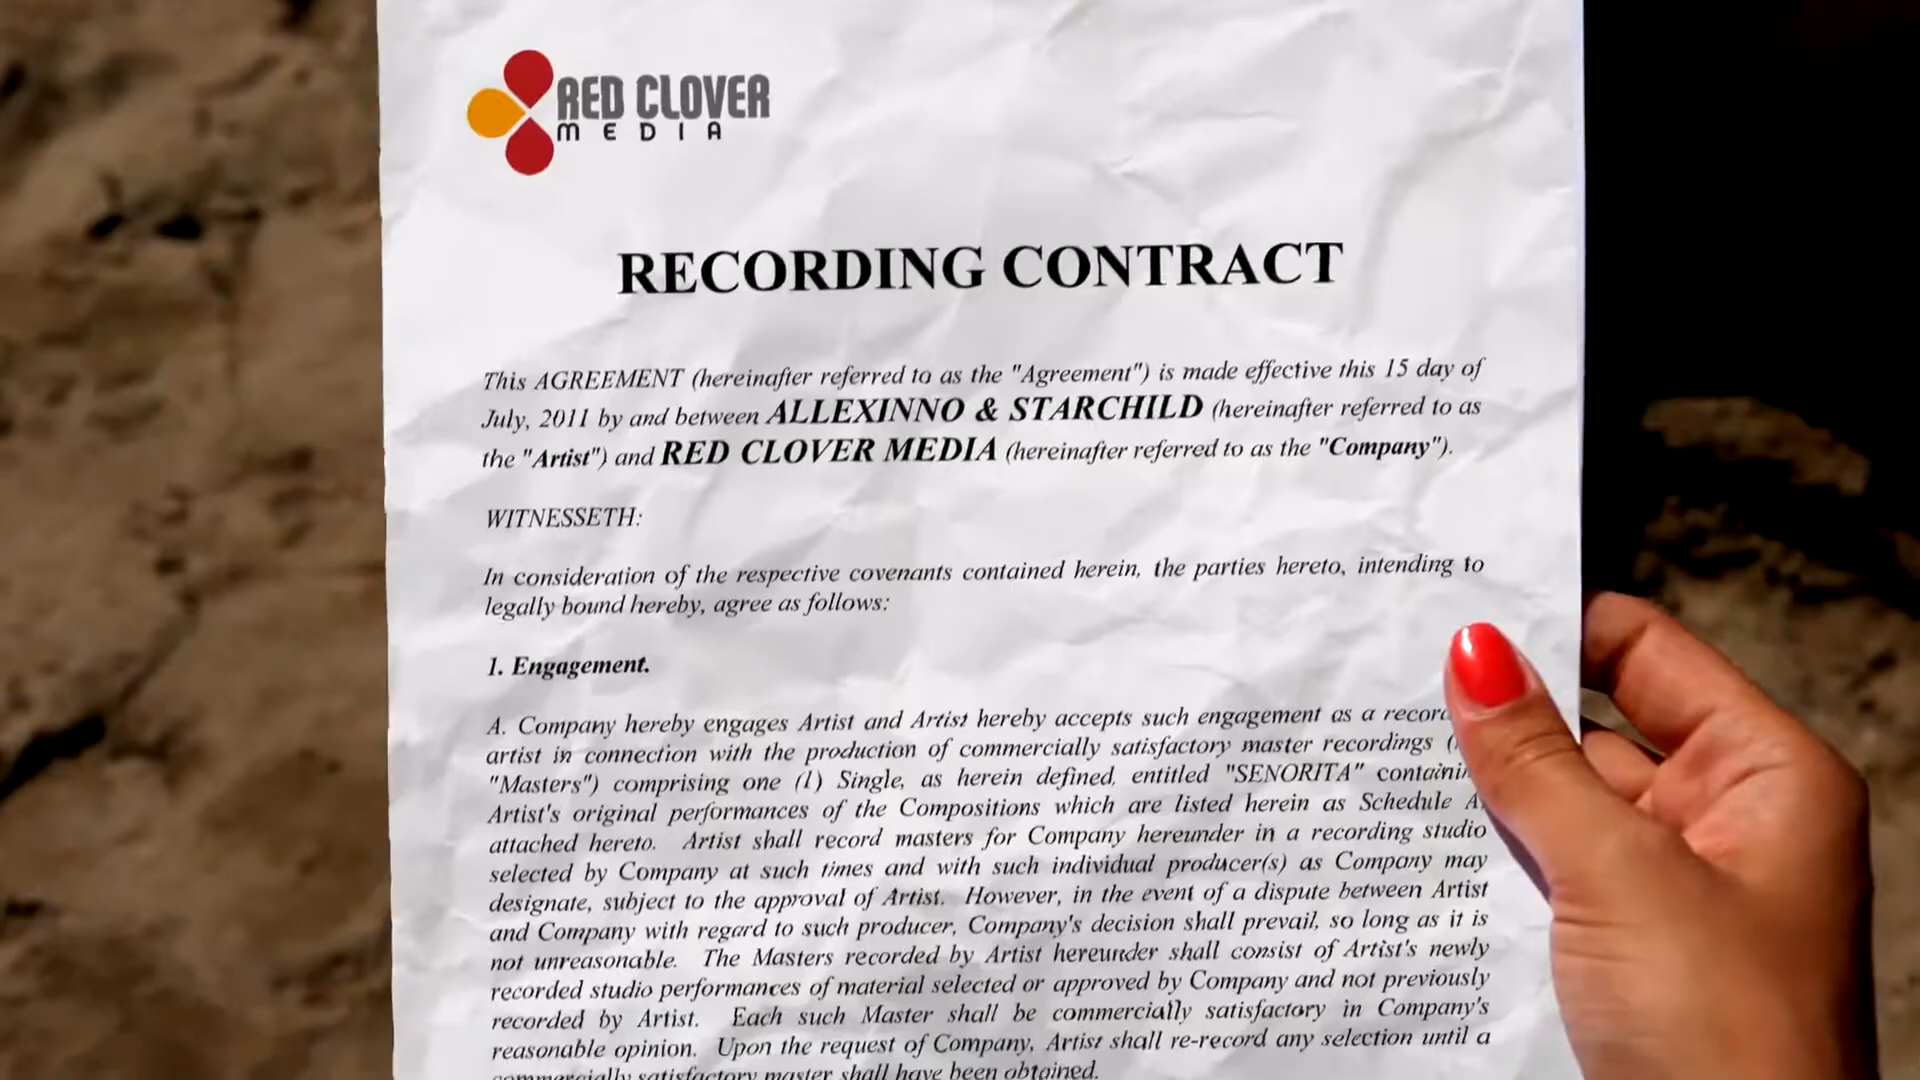 RED CLOVER
MEDIA
RECORDING CONTRACT
This AGREEMENT (hereinafter referred to as the "Agreement") is made effective this 15 day of
July, 2011 by and between ALLEXINNO & STARCHILD (hereinafter referred to as
the "Artist") and RED CLOVER MEDIA (hereinafter referred to as the "Company").
WITNESSETH:
In consideration of the respective covenants contained herein, the parties hereto, intending to
legally bound hereby, agree as follows:
1. Engagement.
A. Company hereby engages Artist and Artist hereby accepts such engagement as a
artist in connection with the production of commercially satisfactory master recordings
"Masters") comprising one (1) Single, as herein defined, entitled "SENORITA"
Artist's original performances of the Compositions which are listed herein as Schedule A,
attached hereto. Artist shall record masters for Company hereunder in a recording studio
selected by Company at such times and with such individual producer(s) as Company may
designate, subject to the approval of Artist. However, in the event of a dispute between Artist
and Company with regard to such producer, Company's decision shall prevail, so long as it is
not unreasonable. The Masters recorded by Artist hereunder shall consist of Artist's newly
recorded studio performances of material selected or approved by Company and not previously
recorded by Artist. Each such Master shall be commercially satisfactory in Company's
reasonable opinion. Upon the request of Company, Artist shall re-record any selection until a
commercially satisfactory master shall have been obtained.